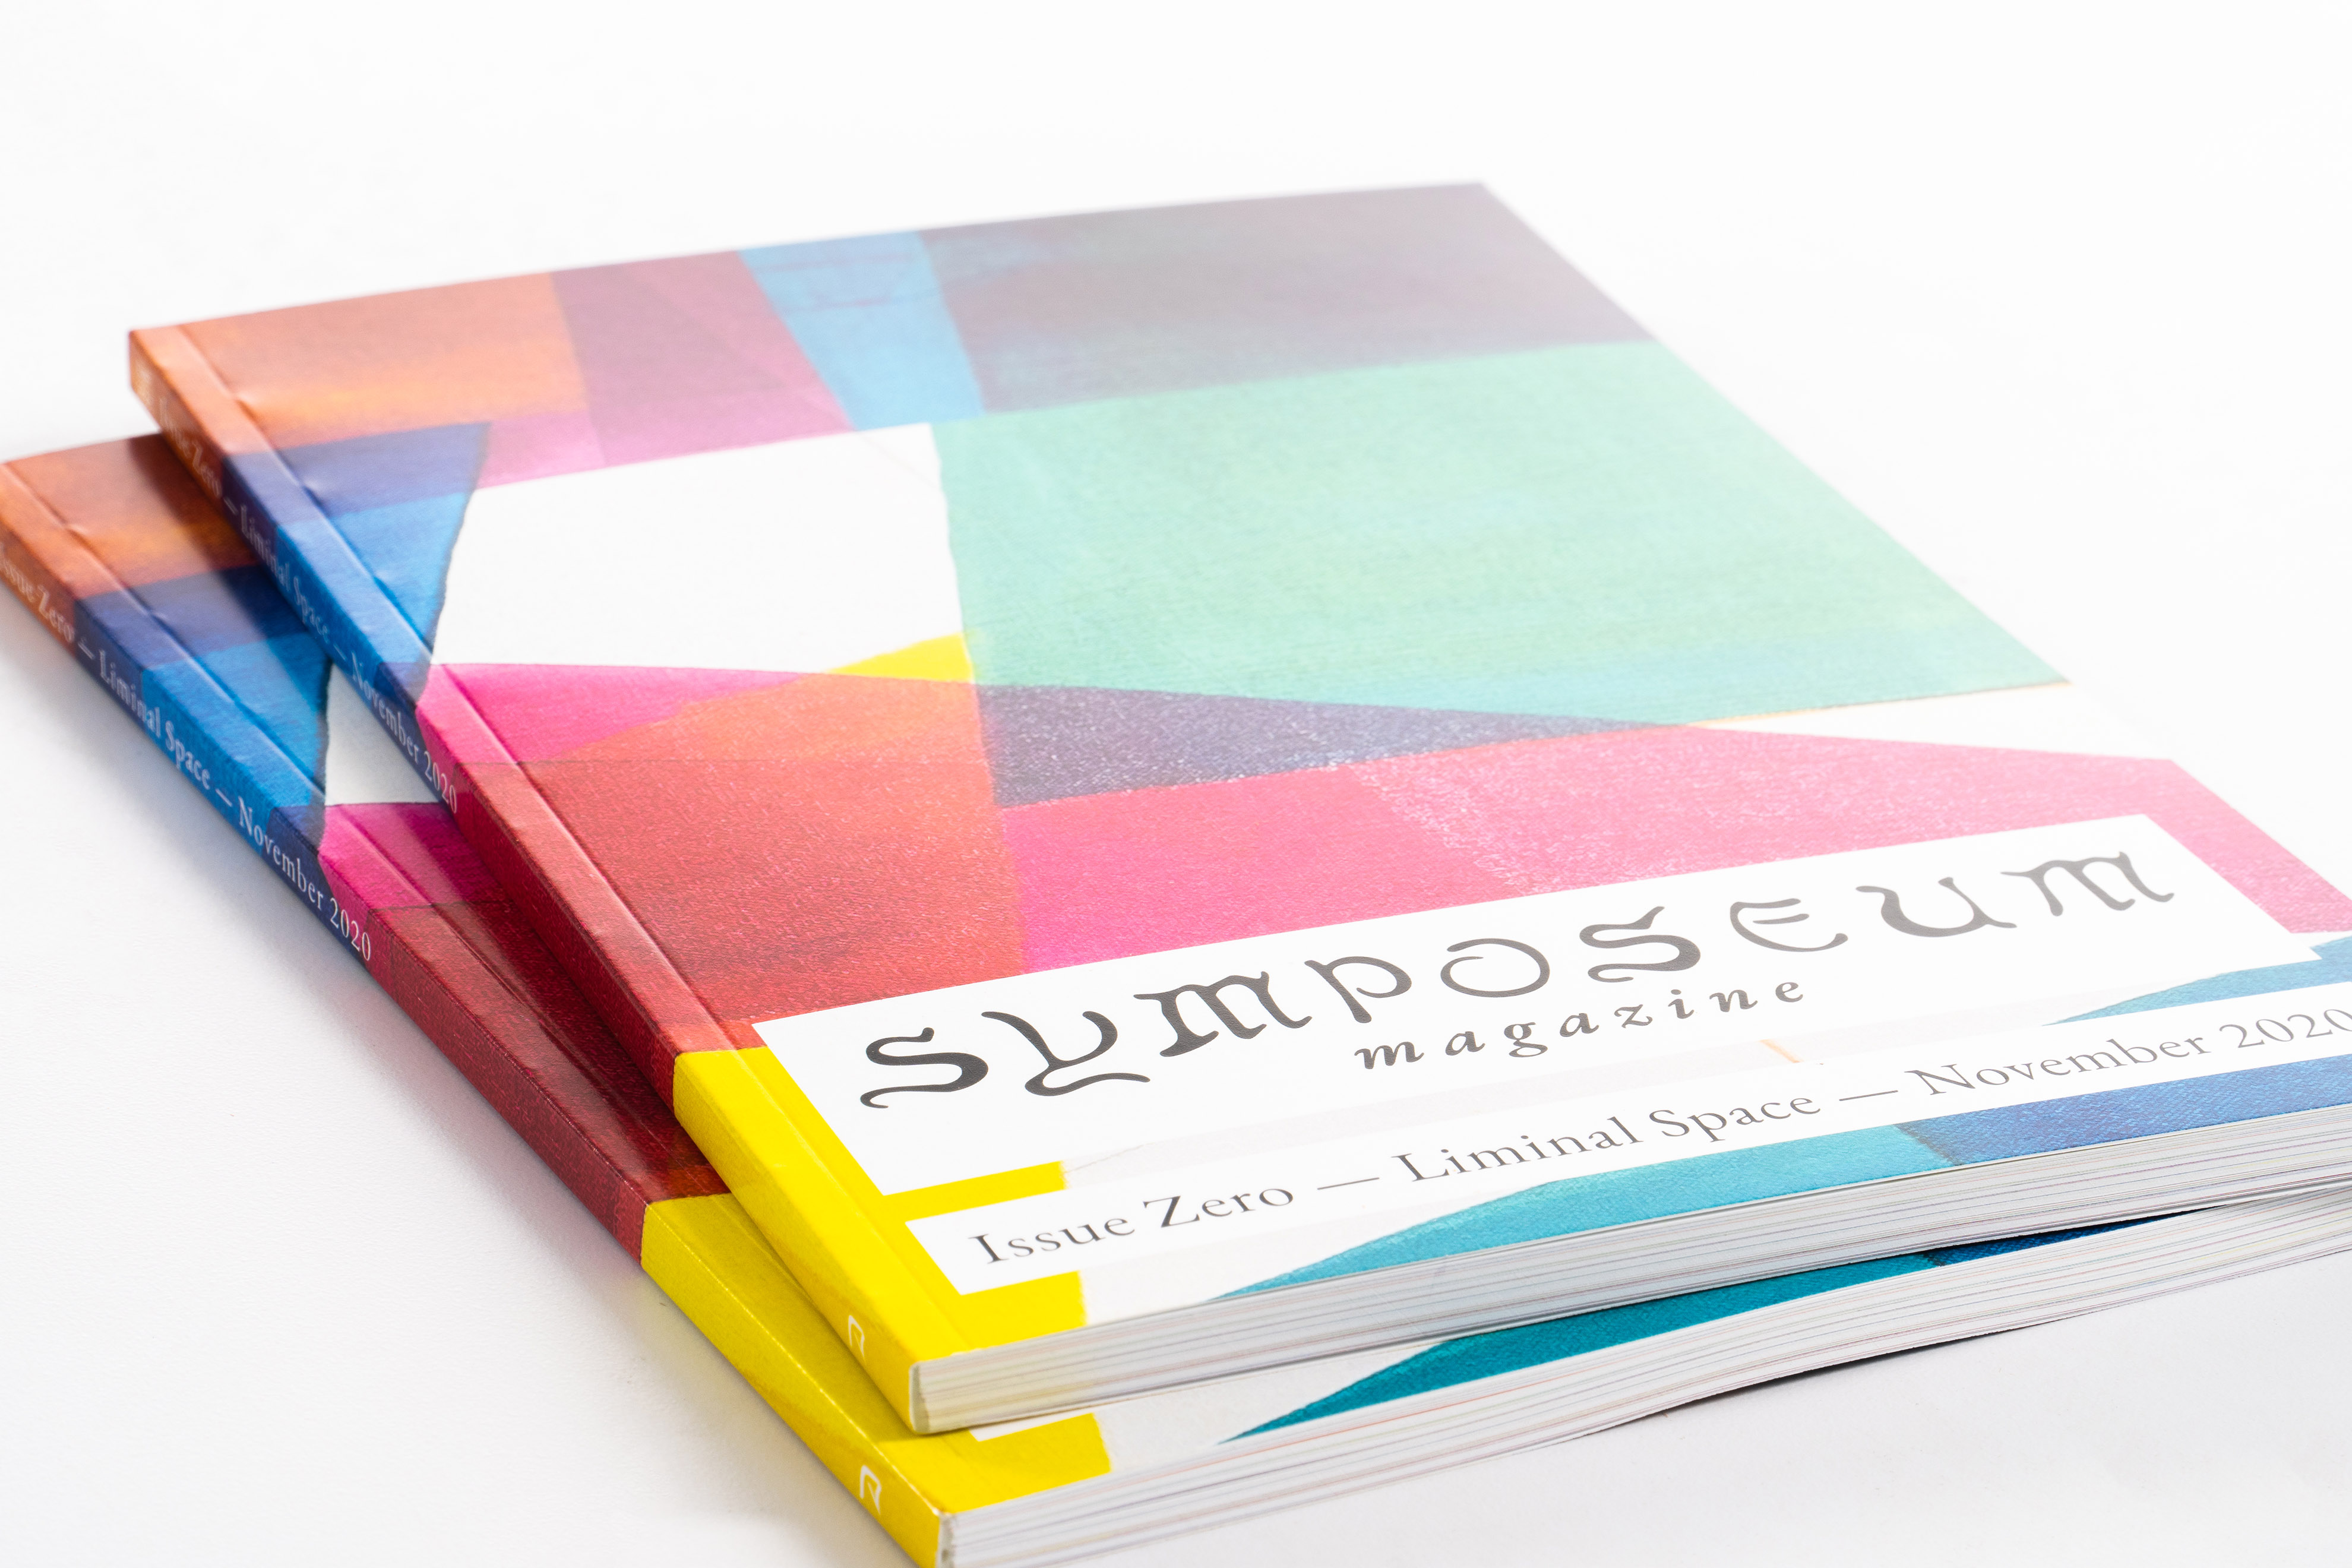 SYMPOSEUM
magazine
Issue Zero — Liminal Space — November 2020
Issue Zero — Liminal Space — November 2020
Issue Zero — Liminal Space — November 2020